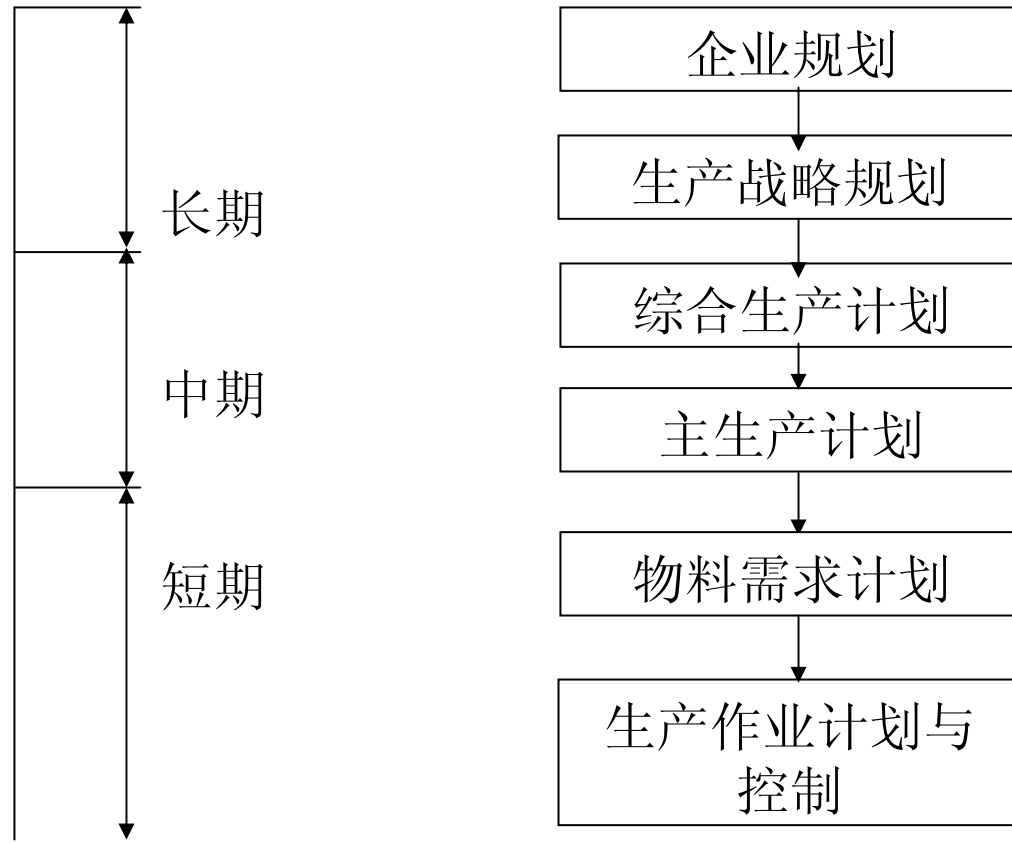 企业规划
生产战略规划
长期
综合生产计划
中期
主生产计划
短期
物料需求计划
生产作业计划与
控制